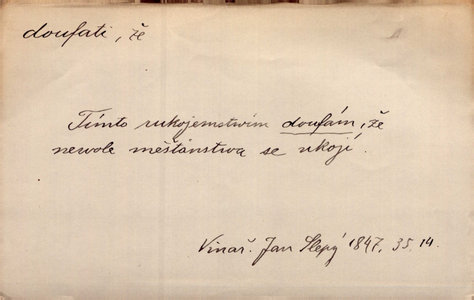 doufati, že
Tímto rukojemstvím doufám, že
nevole měšťanstva se ukojí.
Vinař. Jan Slepý 1847. 35. 14.